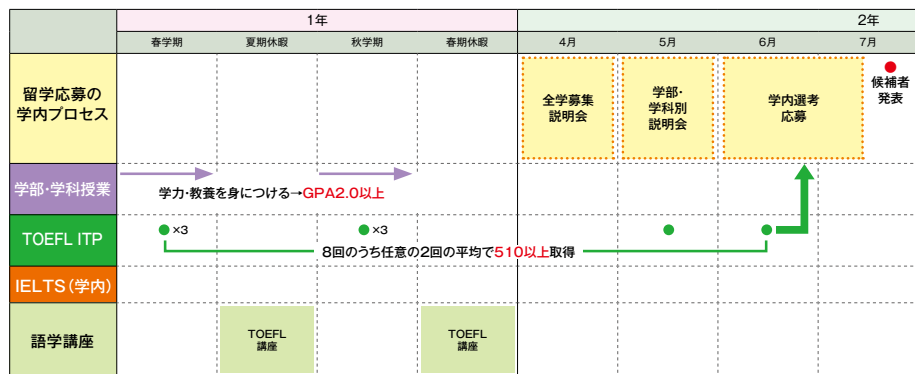 1年
2年
春学期
夏期休暇
秋学期
春期休暇
4月
5月
6月
7月
留学応募の
学内プロセス
全学募集
説明会
学部・
学科別
説明会
学内選考
応募
候補者
発表
学部・学科授業
学力・教養を身につける→GPA2.0以上
TOEFL ITP
×3
×3
8回のうち任意の2回の平均で510以上取得
IELTS（学内）
語学講座
TOEFL
講座
TOEFL
講座